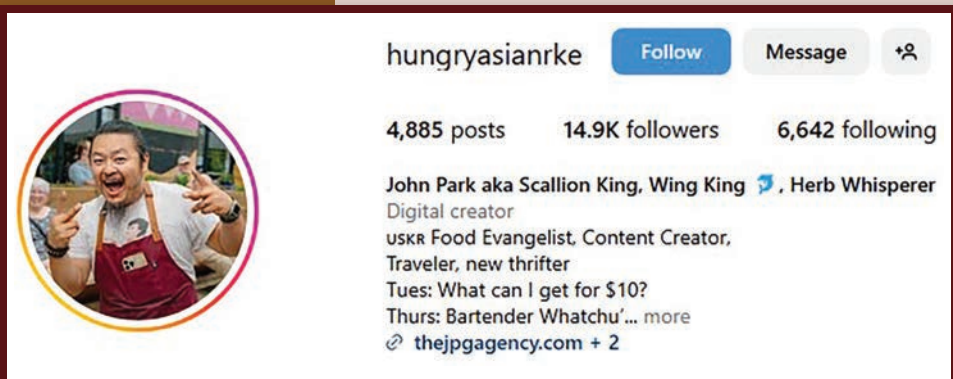 hungryasianrke Follow Message
4,885 posts 14.9K followers 6,642 following
John Park aka Scallion King, Wing King , Herb Whisperer
Digital creator
USKR Food Evangelist, Content Creator,
Traveler, new thrifter
Tues: What can I get for $10?
Thurs: Bartender Whatchu'... more
thejpgagency.com + 2